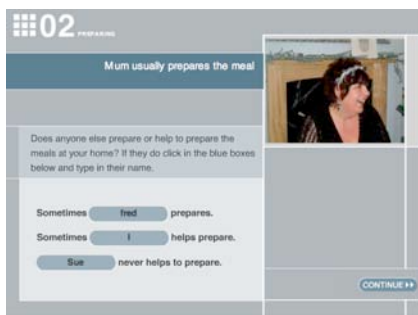 02 PREPARING
Mum usually prepares the meal
Does anyone else prepare or help to prepare the
meals at your home? If they do click in the blue boxes
below and type in their name.
Sometimes fred prepares.
Sometimes I helps prepare.
Sue never helps to prepare.
CONTINUE